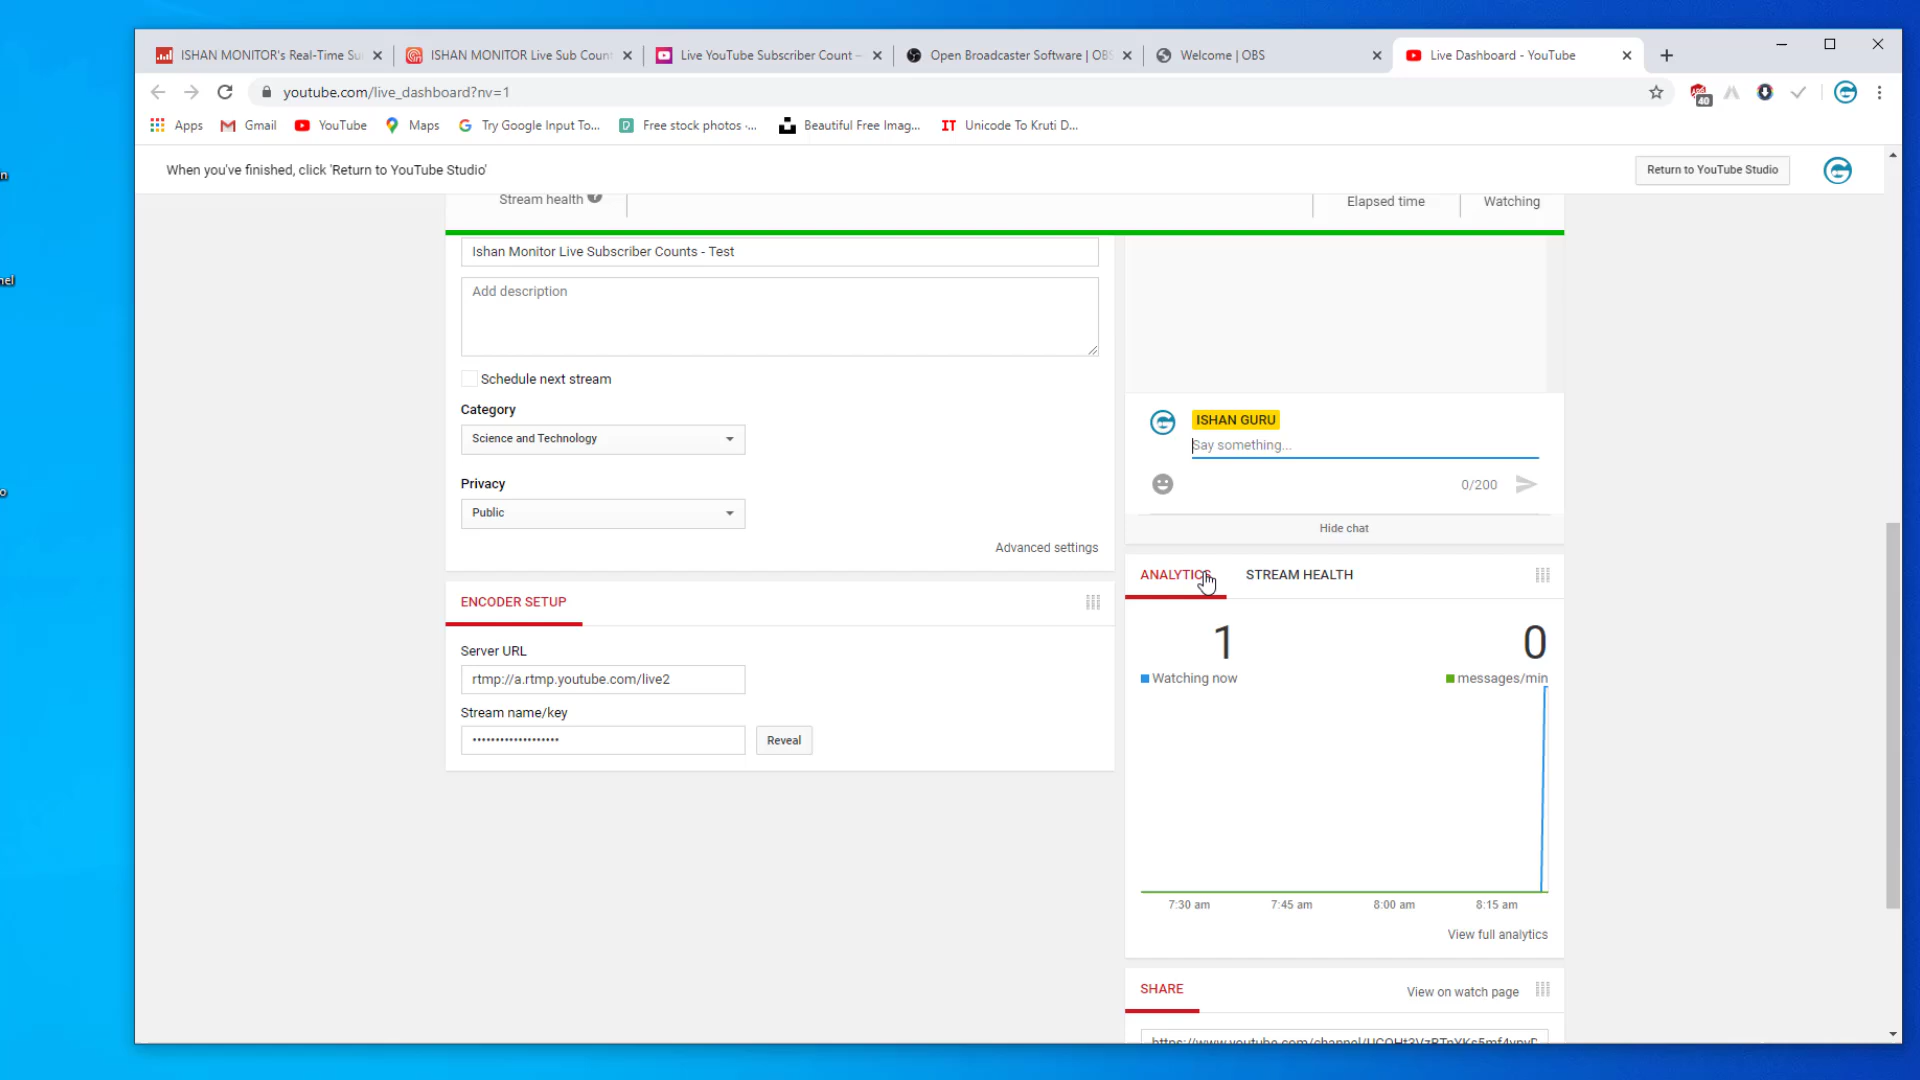 ISHAN MONITOR's Real-Time Su
ISHAN MONITOR Live Sub Count
Live YouTube Subscriber Count –
Open Broadcaster Software | OBS
Welcome | OBS
Live Dashboard - YouTube
youtube.com/live_dashboard?nv=1
40
Apps
Gmail
YouTube
Maps
Try Google Input To...
Free stock photos ·...
Beautiful Free Imag...
IT Unicode To Kruti D...
When you've finished, click 'Return to YouTube Studio'
Return to YouTube Studio
Stream health ?
Elapsed time
Watching
Ishan Monitor Live Subscriber Counts - Test
Add description
Schedule next stream
Category
Science and Technology
Privacy
Public
Advanced settings
ENCODER SETUP
Server URL
rtmp://a.rtmp.youtube.com/live2
Stream name/key
•••••••••••••••••••
Reveal
ISHAN GURU
Say something...
0/200
Hide chat
ANALYTICS
STREAM HEALTH
1
Watching now
0
messages/min
7:30 am
7:45 am
8:00 am
8:15 am
View full analytics
SHARE
View on watch page